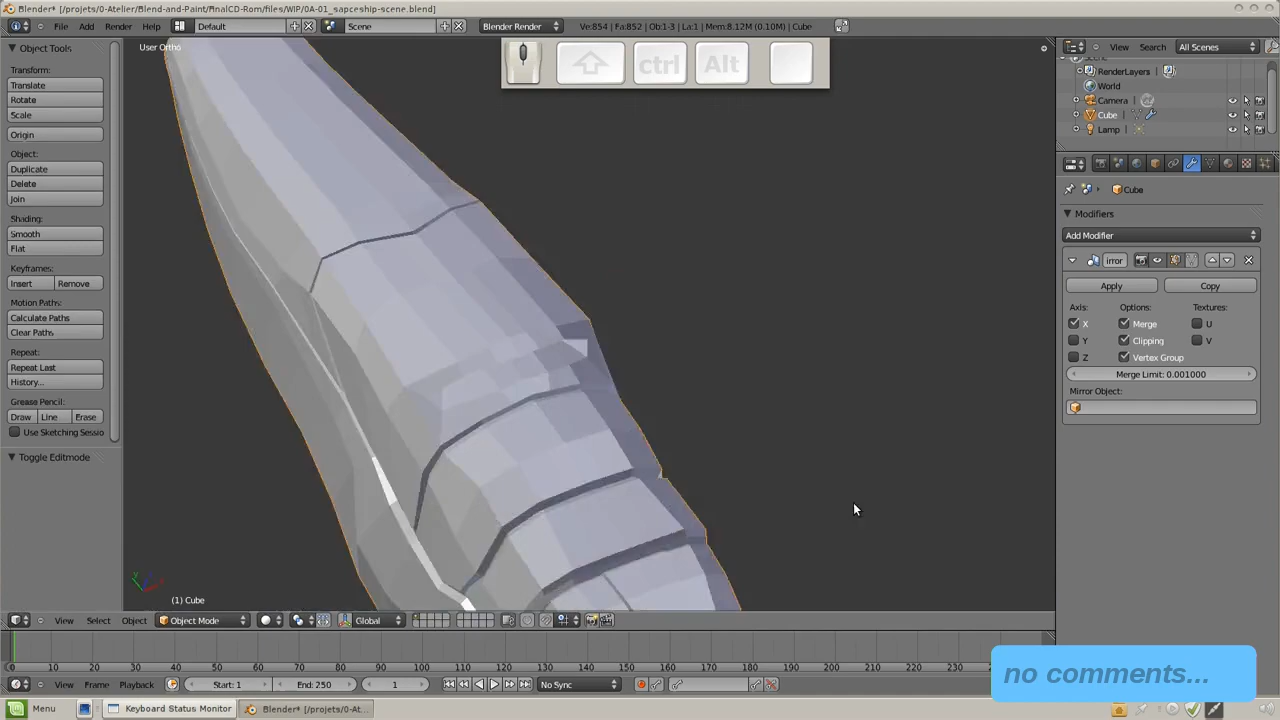 Blender* [/projets/0-Atelier/Blend-and-Paint/finalCD-Rom/files/WIP/0A-01_sapceship-scene.blend]
File Add Render Help Default Scene Blender Render Ve:854 | Fa:852 | Ob:1-3 | La:1 | Mem:8.12M (0.10M) | Cube
Object Tools
Transform:
Translate
Rotate
Scale
Origin
Object:
Duplicate
Delete
Join
Shading:
Smooth
Flat
Keyframes:
Insert Remove
Motion Paths:
Calculate Paths
Clear Paths
Repeat:
Repeat Last
History...
Grease Pencil:
Draw Line Erase
Use Sketching Sessio
Toggle Editmode
User Ortho
ctrl Alt
(1) Cube
View Select Object Object Mode Global
View Search All Scenes
RenderLayers
World
Camera
Cube
Lamp
Cube
Modifiers
Add Modifier
irror
Apply Copy
Axis: Options: Textures:
X Merge U
Y Clipping V
Z Vertex Group
Merge Limit: 0.001000
Mirror Object:
0 10 20 30 40 50 60 70 80 90 100 110 120 130 140 150 160 170 180 190 200 210 220 230
View Frame Playback Start: 1 End: 250 1 No Sync
no comments...
Menu Keyboard Status Monitor Blender* [/projets/0-At...